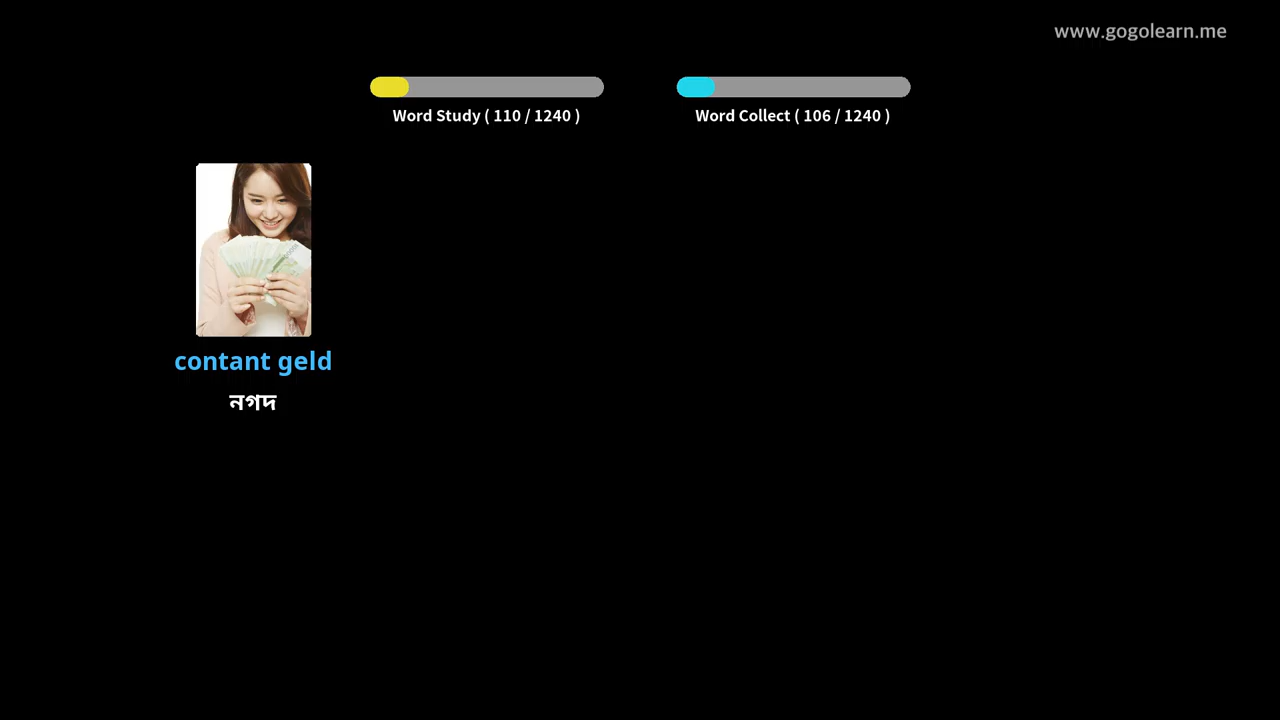 www.gogolearn.me
Word Study ( 110 / 1240 )
Word Collect ( 106 / 1240 )
contant geld
নগদ